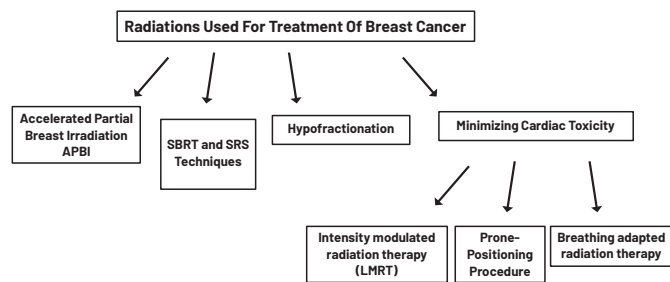 Radiations Used For Treatment Of Breast Cancer
Accelerated Partial
Breast Irradiation
APBI
SBRT and SRS
Techniques
Hypofractionation
Minimizing Cardiac Toxicity
Intensity modulated
radiation therapy
(LMRT)
Prone-
Positioning
Procedure
Breathing adapted
radiation therapy